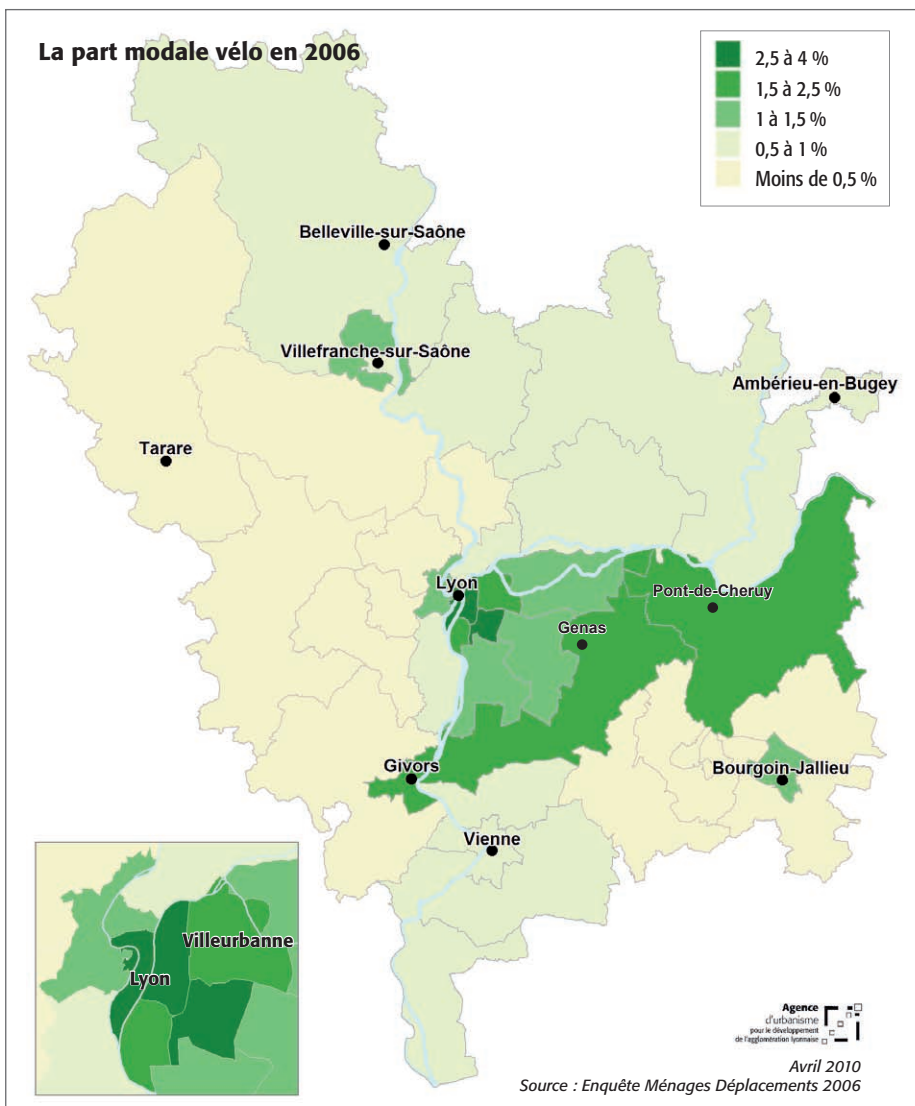 La part modale vélo en 2006
2,5 à 4 %
1,5 à 2,5 %
1 à 1,5 %
0,5 à 1 %
Moins de 0,5 %
Belleville-sur-Saône
Villefranche-sur-Saône
Ambérieu-en-Bugey
Tarare
Lyon
Pont-de-Cheruy
Genas
Givors
Bourgoin-Jallieu
Vienne
Villeurbanne
Lyon
Agence
d'urbanisme
pour le développement
de l'agglomération lyonnaise
Avril 2010
Source : Enquête Ménages Déplacements 2006